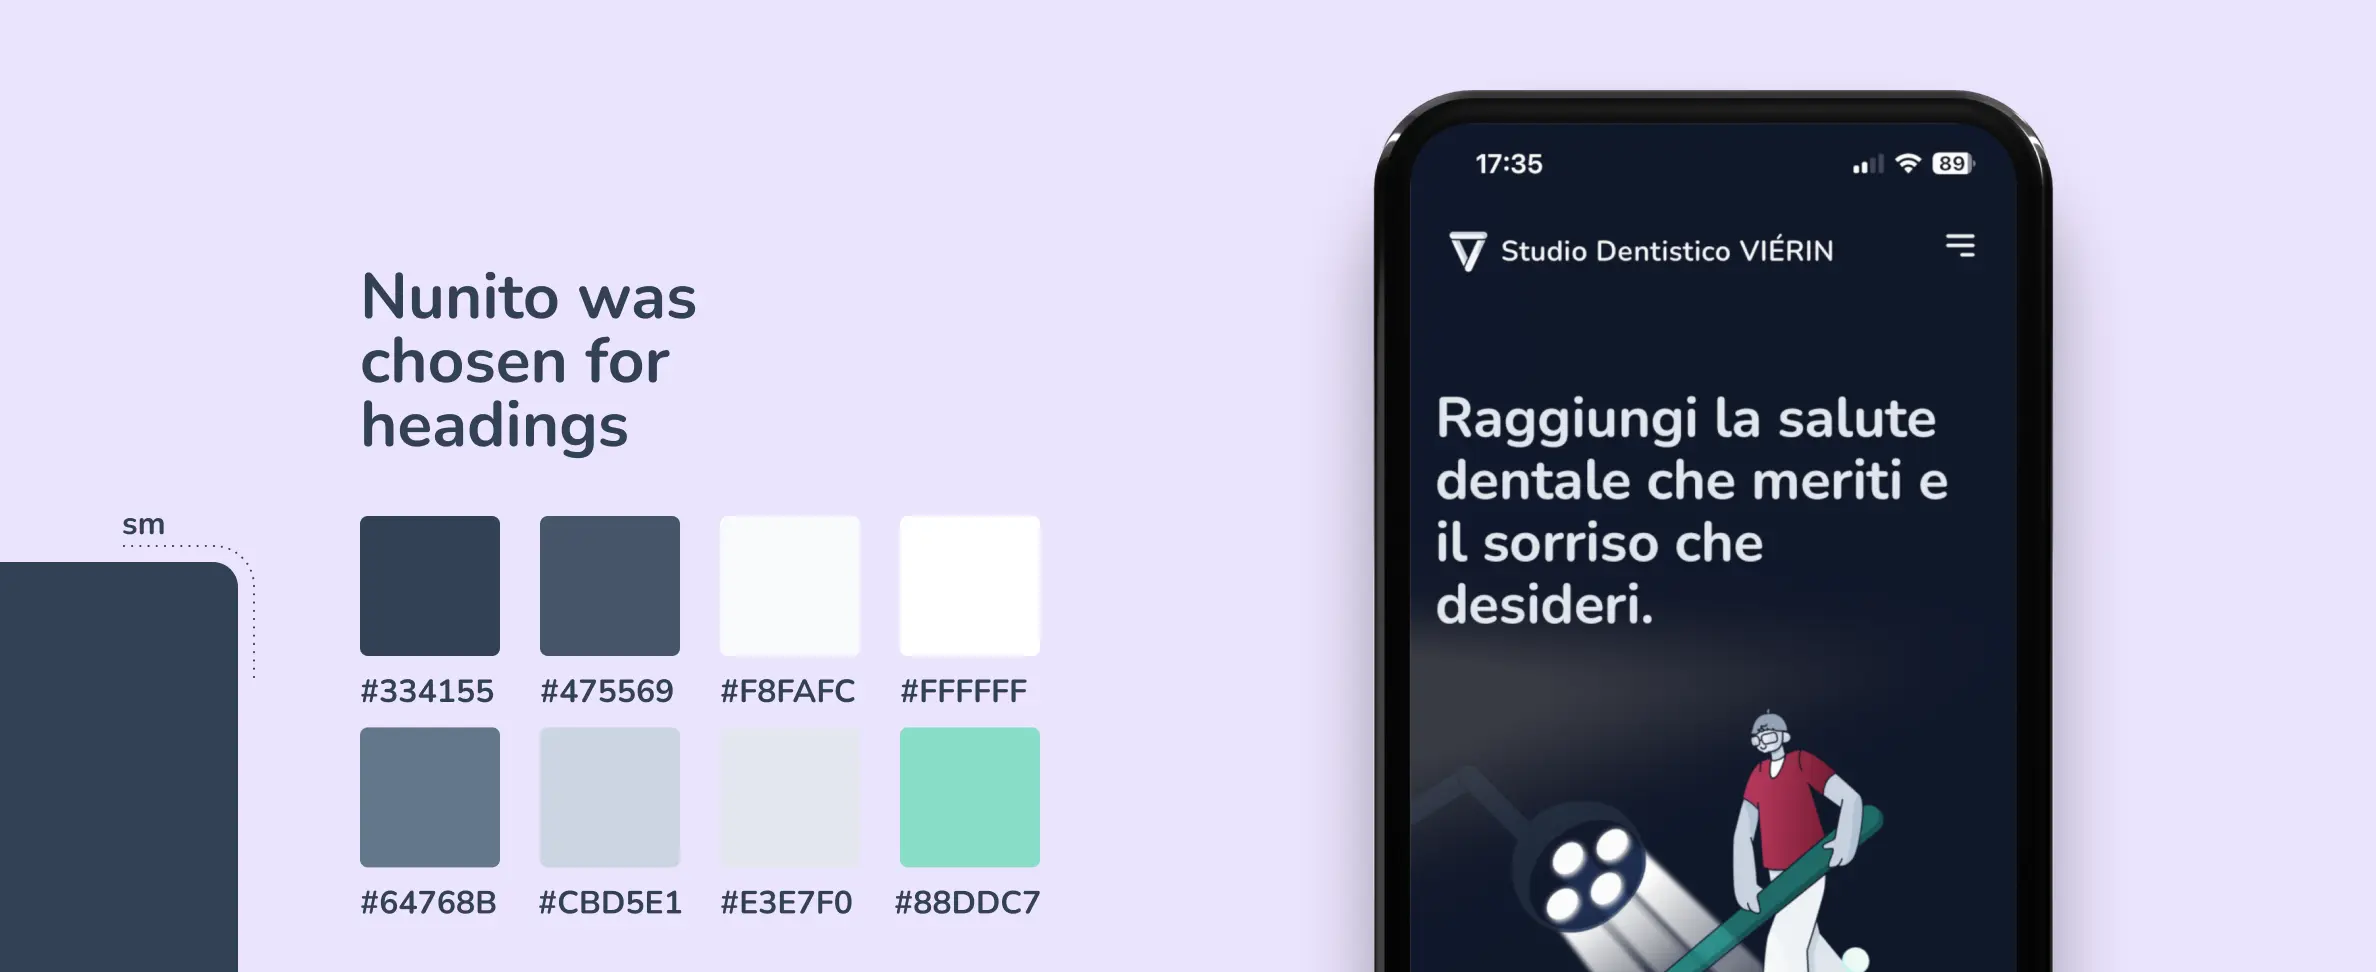 Nunito was
chosen for
headings
sm
#334155
#475569
#F8FAFC
#FFFFFF
#64768B
#CBD5E1
#E3E7F0
#88DDC7
17:35
89
Studio Dentistico VIÉRIN
Raggiungi la salute
dentale che meriti e
il sorriso che
desideri.